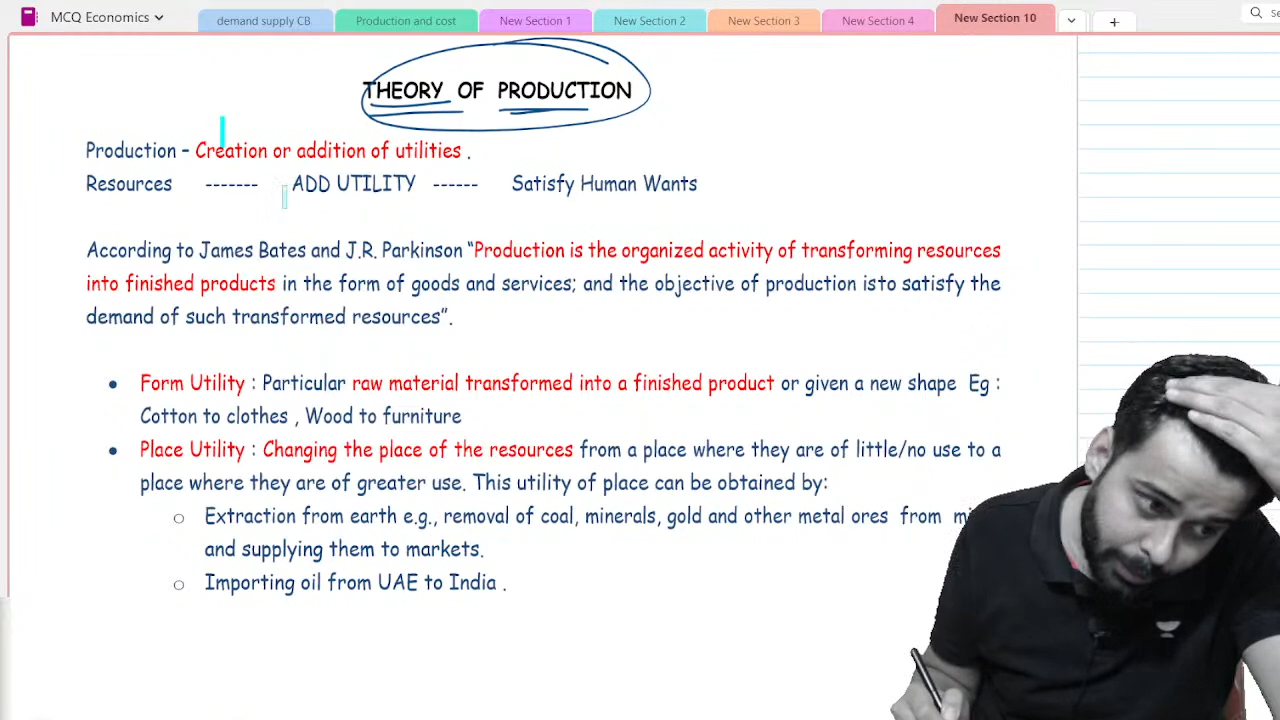 MCQ Economics
demand supply CB
Production and cost
New Section 1
New Section 2
New Section 3
New Section 4
New Section 10
THEORY OF PRODUCTION
Production – Creation or addition of utilities .
Resources ------- ADD UTILITY ------ Satisfy Human Wants
According to James Bates and J.R. Parkinson “Production is the organized activity of transforming resources
into finished products in the form of goods and services; and the objective of production isto satisfy the
demand of such transformed resources”.
• Form Utility : Particular raw material transformed into a finished product or given a new shape Eg :
Cotton to clothes , Wood to furniture
• Place Utility : Changing the place of the resources from a place where they are of little/no use to a
place where they are of greater use. This utility of place can be obtained by:
o Extraction from earth e.g., removal of coal, minerals, gold and other metal ores from
and supplying them to markets.
o Importing oil from UAE to India .